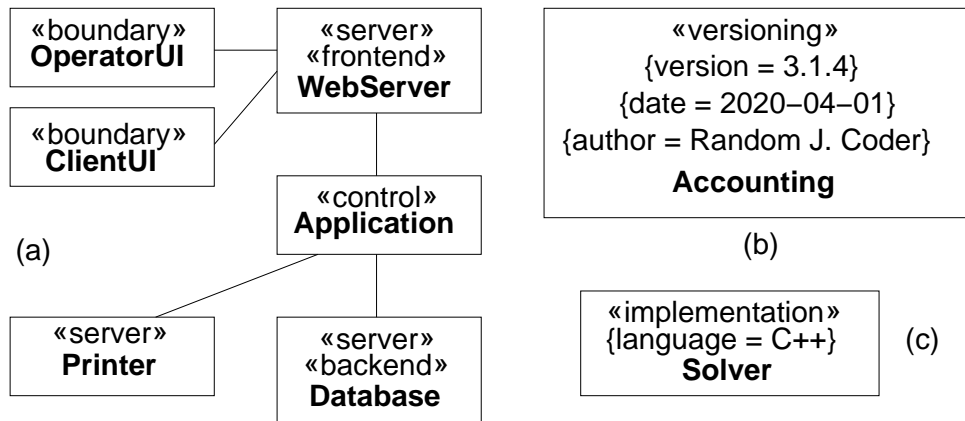 «boundary»
OperatorUI
«server»
«frontend»
WebServer
«boundary»
ClientUI
«control»
Application
(a)
«server»
Printer
«server»
«backend»
Database
«versioning»
{version = 3.1.4}
{date = 2020−04−01}
{author = Random J. Coder}
Accounting
(b)
«implementation»
{language = C++}
Solver
(c)